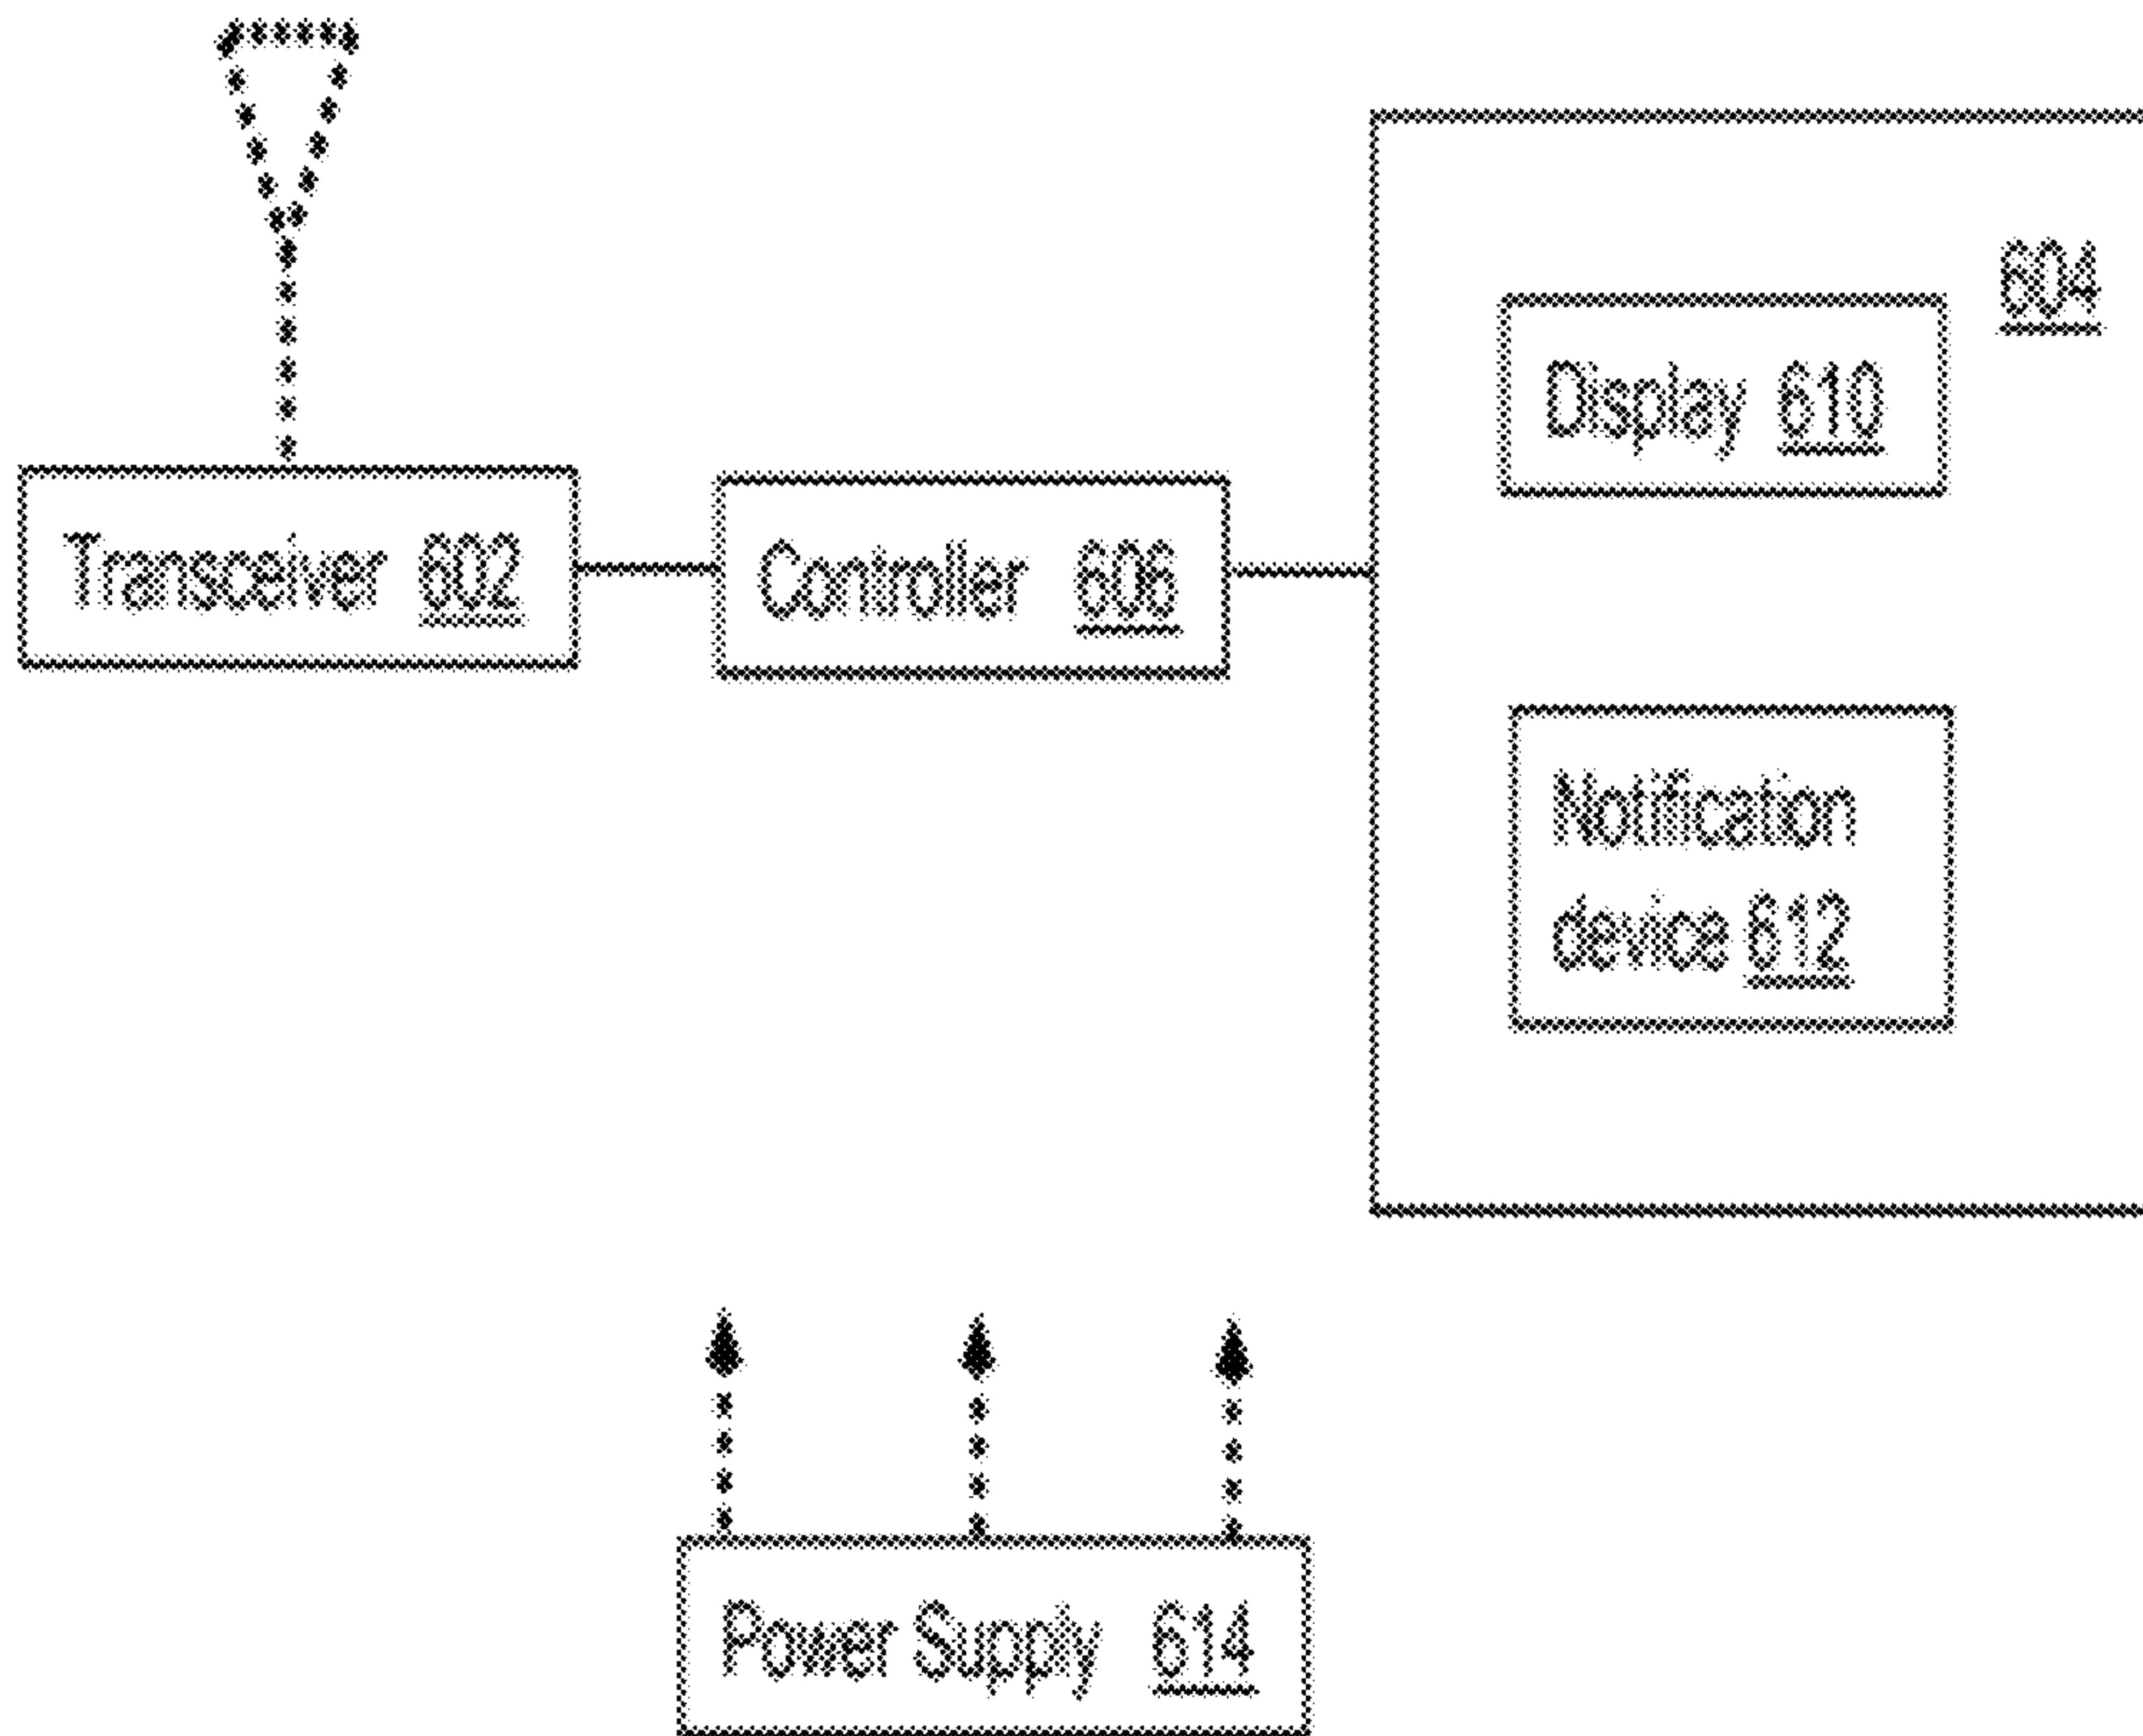 604
Display 610
Transceiver 602
Controller 606
Notification
device 612
Power Supply 614